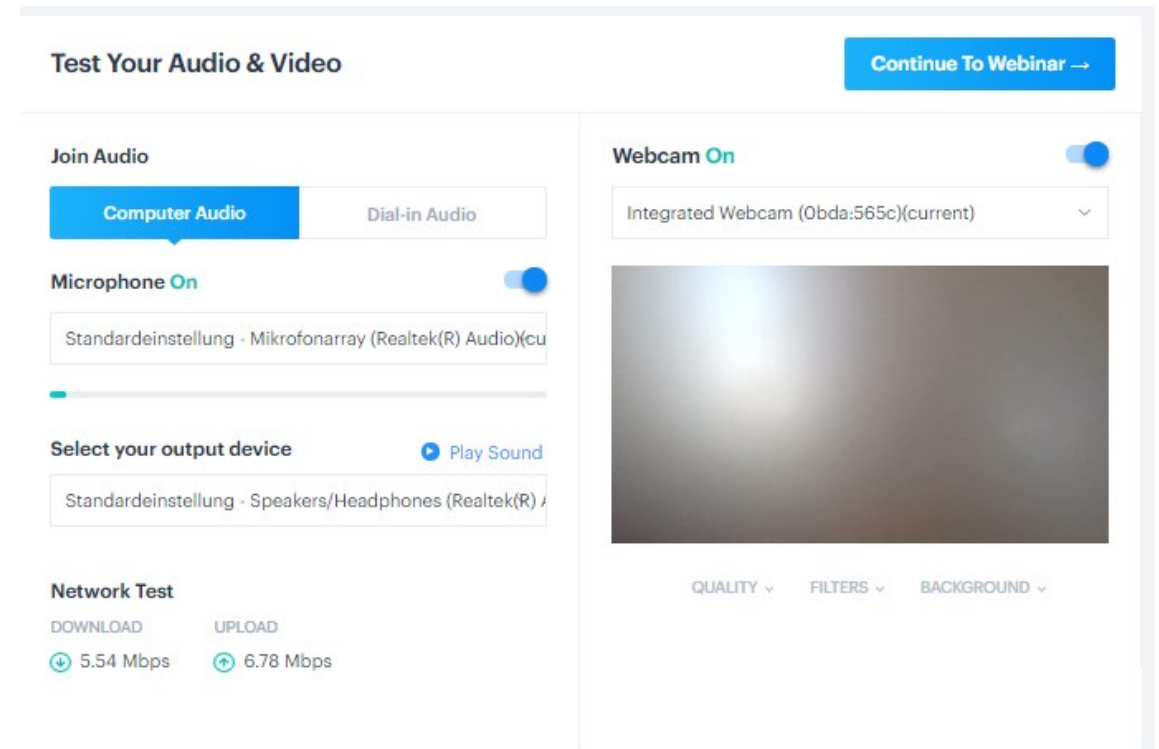 Test Your Audio & Video
Continue To Webinar →
Join Audio
Computer Audio
Dial-in Audio
Microphone On
Standardeinstellung - Mikrofonarray (Realtek(R) Audio)(cu
Select your output device
Play Sound
Standardeinstellung - Speakers/Headphones (Realtek(R) A
Network Test
DOWNLOAD UPLOAD
5.54 Mbps 6.78 Mbps
Webcam On
Integrated Webcam (0bda:565c)(current)
QUALITY FILTERS BACKGROUND